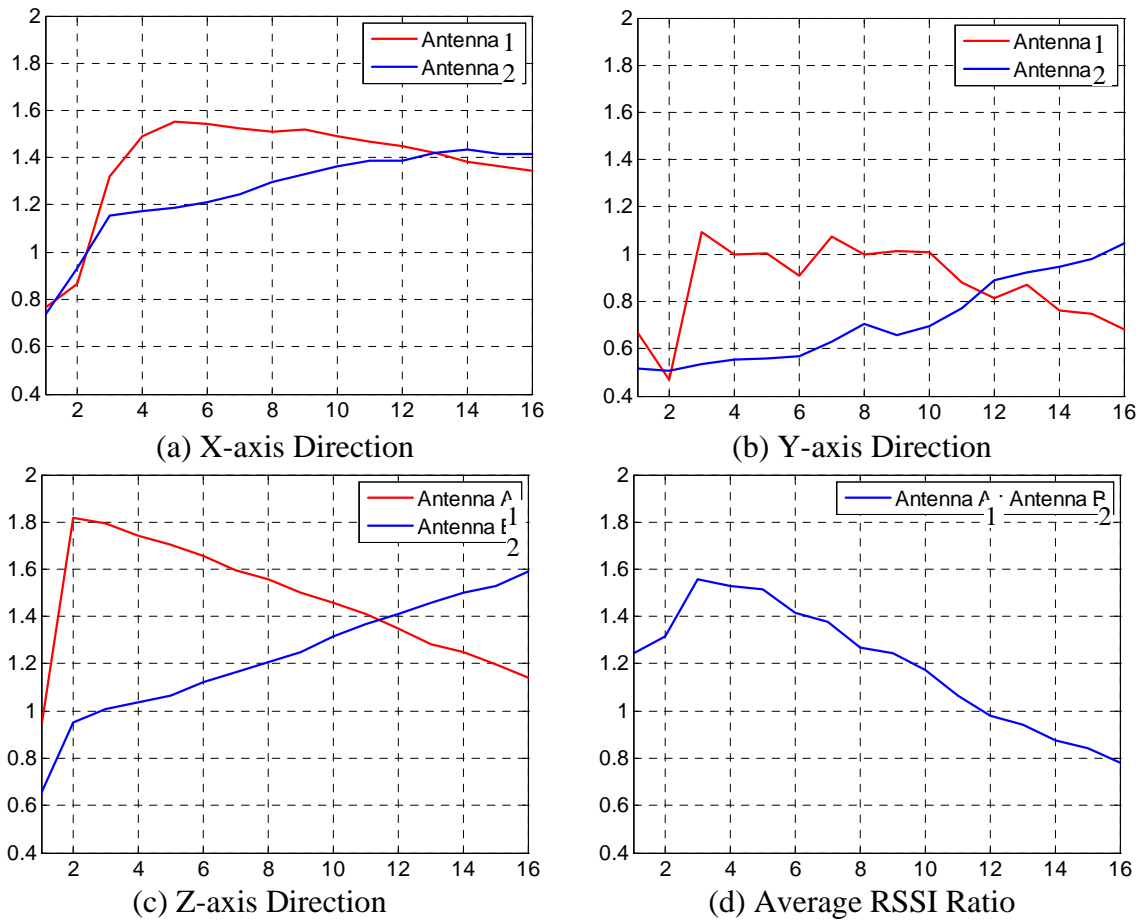 2
1.8
1.6
1.4
1.2
1
0.8
0.6
0.4
2 4 6 8 10 12 14 16
Antenna 1
Antenna 2
(a) X-axis Direction
2
1.8
1.6
1.4
1.2
1
0.8
0.6
0.4
2 4 6 8 10 12 14 16
Antenna 1
Antenna 2
(b) Y-axis Direction
2
1.8
1.6
1.4
1.2
1
0.8
0.6
0.4
2 4 6 8 10 12 14 16
Antenna A
1
Antenna B
2
(c) Z-axis Direction
2
1.8
1.6
1.4
1.2
1
0.8
0.6
0.4
2 4 6 8 10 12 14 16
Antenna A : Antenna B
1 2
(d) Average RSSI Ratio